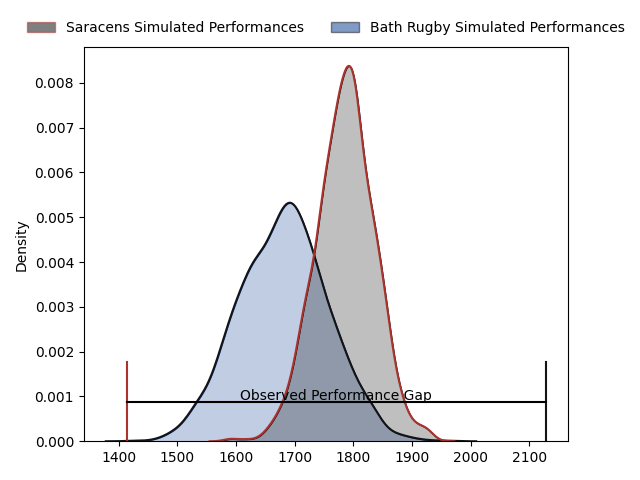 Saracens Simulated Performances
Bath Rugby Simulated Performances
0.008
0.007
0.006
0.005
0.004
0.003
0.002
0.001
0.000
Density
Observed Performance Gap
1400 1500 1600 1700 1800 1900 2000 2100